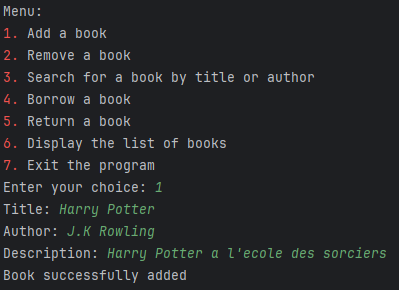 Menu:
1. Add a book
2. Remove a book
3. Search for a book by title or author
4. Borrow a book
5. Return a book
6. Display the list of books
7. Exit the program
Enter your choice: 1
Title: Harry Potter
Author: J.K Rowling
Description: Harry Potter a l'ecole des sorciers
Book successfully added